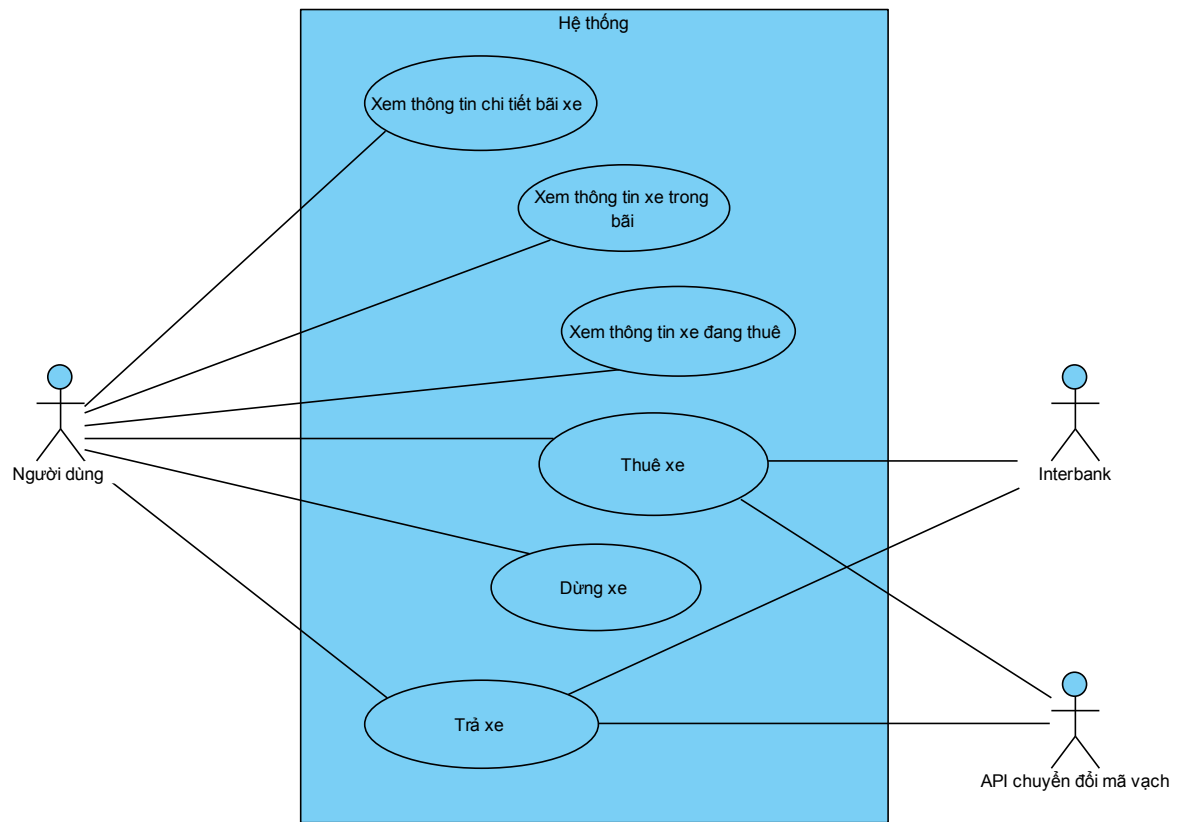 Hệ thống
Xem thông tin chi tiết bãi xe
Xem thông tin xe trong
bãi
Xem thông tin xe đang thuê
Người dùng
Thuê xe
Interbank
Dừng xe
Trả xe
API chuyển đổi mã vạch